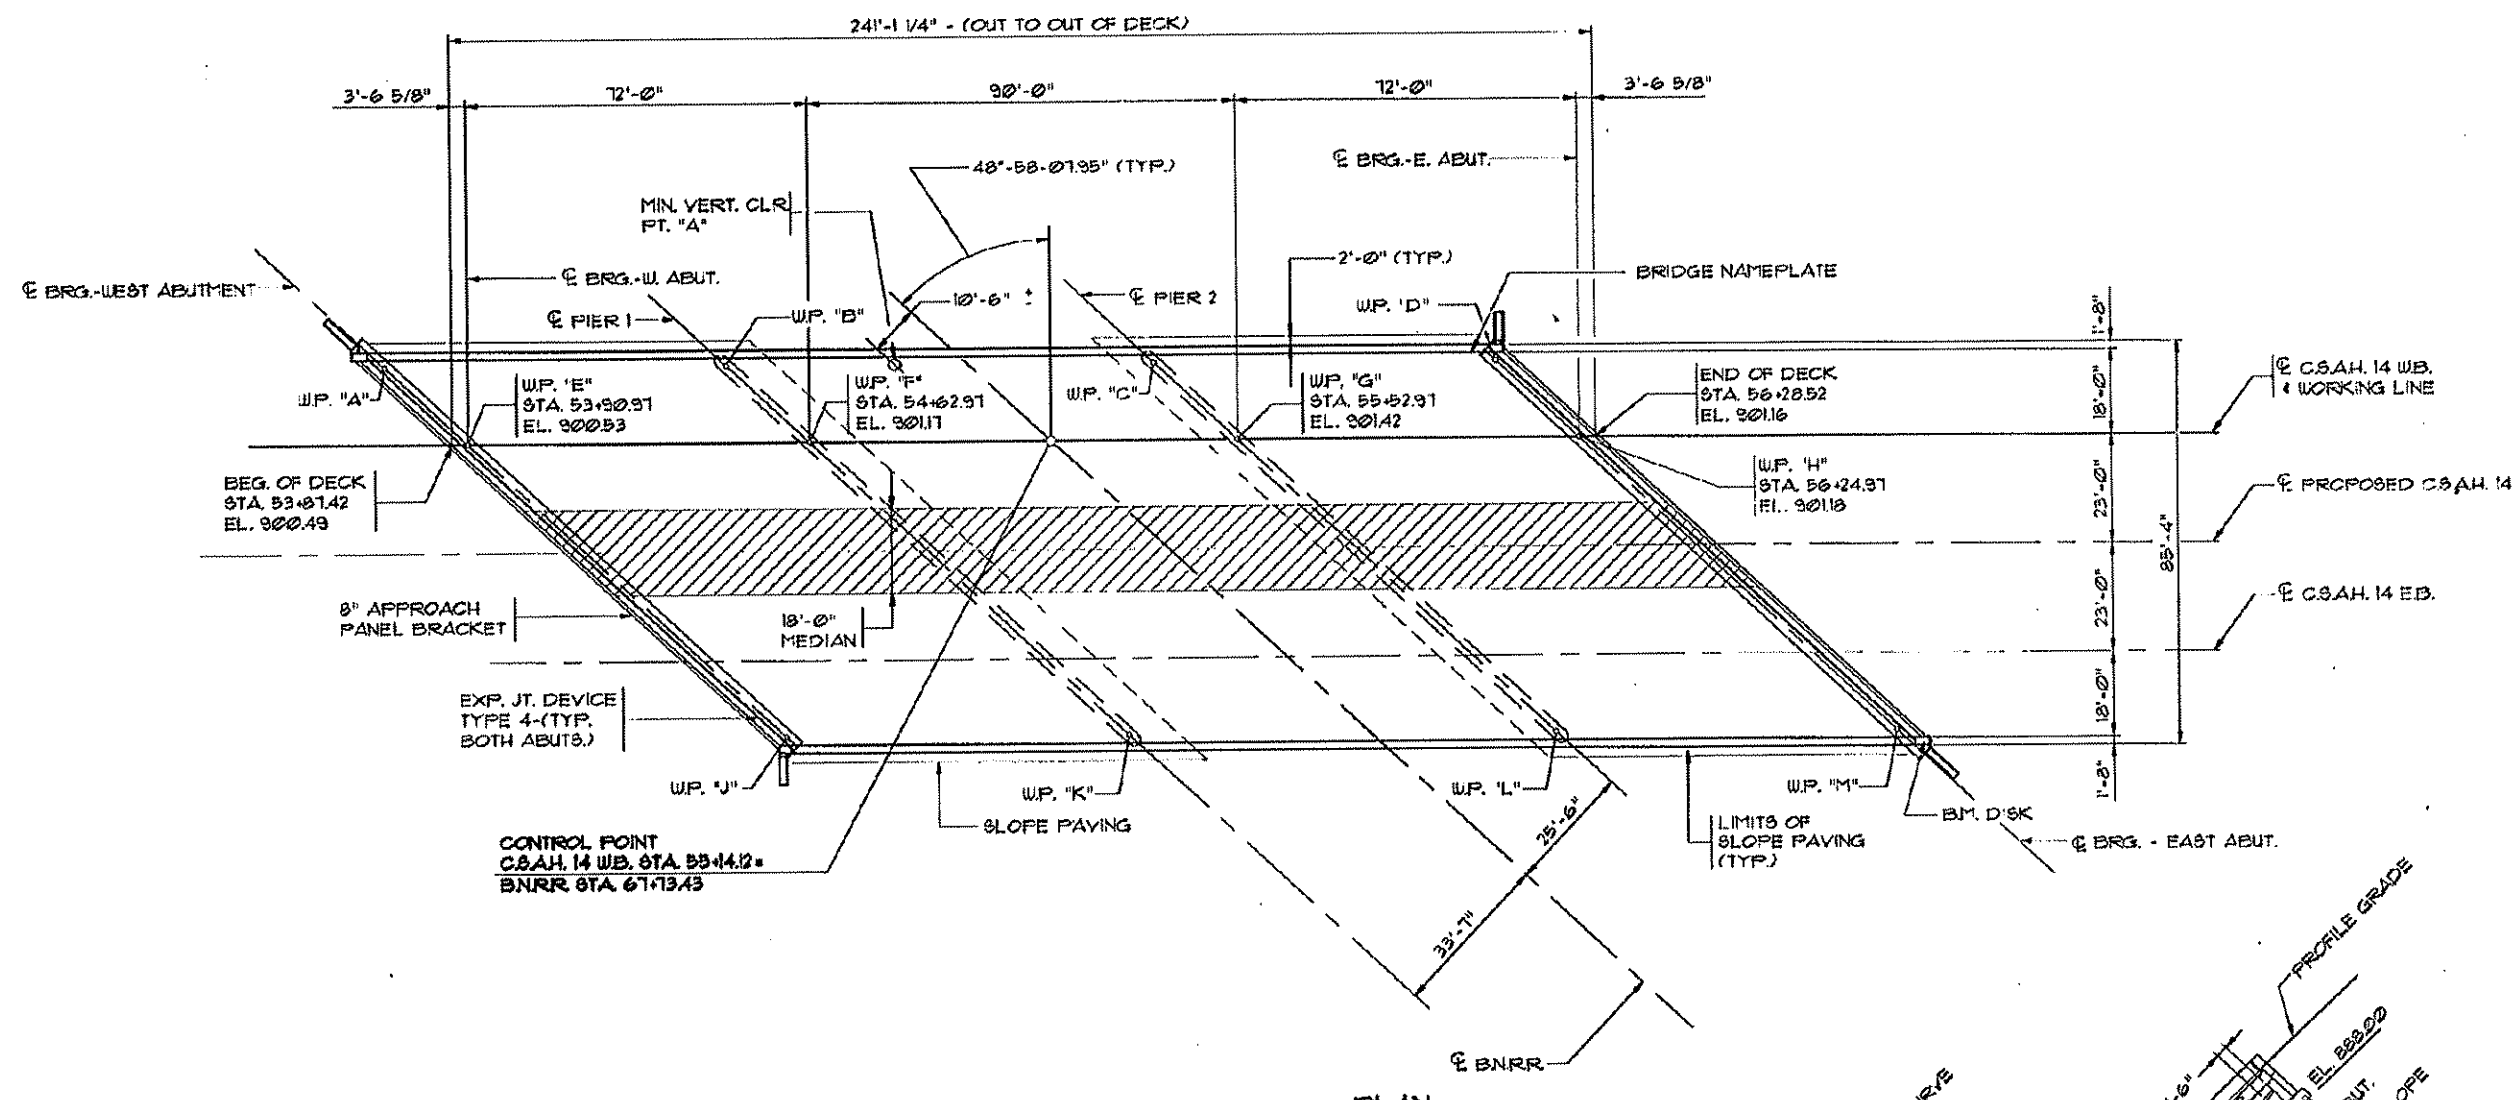 241'-1 1/4" - (OUT TO OUT OF DECK)
3'-6 5/8"
72'-0"
90'-0"
72'-0"
3'-6 5/8"
48°-58-07.95" (TYP.)
℄ BRG.-E. ABUT.
MIN. VERT. CLR.
PT. "A"
2'-0" (TYP.)
BRIDGE NAMEPLATE
℄ BRG.-WEST ABUTMENT
℄ BRG.-W. ABUT.
10'-6" ±
℄ PIER 2
W.P. "D"
℄ PIER 1
W.P. "B"
1'-8"
W.P. "A"
W.P. "E"
STA. 53+90.97
EL. 900.53
W.P. "F"
STA. 54+62.97
EL. 901.17
W.P. "C"
W.P. "G"
STA. 55+52.97
EL. 901.42
END OF DECK
STA. 56+28.52
EL. 901.16
18'-0"
℄ C.S.A.H. 14 W.B.
& WORKING LINE
BEG. OF DECK
STA. 53+87.42
EL. 900.49
W.P. "H"
STA. 56+24.97
EL. 901.18
23'-0"
℄ PROPOSED C.S.A.H. 14
85'-4"
8" APPROACH
PANEL BRACKET
18'-0"
MEDIAN
23'-0"
℄ C.S.A.H. 14 E.B.
EXP. JT. DEVICE
TYPE 4-(TYP.
BOTH ABUTS.)
18'-0"
W.P. "J"
W.P. "K"
W.P. "L"
W.P. "M"
1'-8"
SLOPE PAVING
LIMITS OF
SLOPE PAVING
(TYP.)
B.M. DISK
℄ BRG. - EAST ABUT.
CONTROL POINT
C.S.A.H. 14 W.B. STA. 55+14.12=
B.N.R.R. STA. 67+73.43
25'-6"
33'-7"
℄ B.N.R.R.
PROFILE GRADE
EL. 888.00